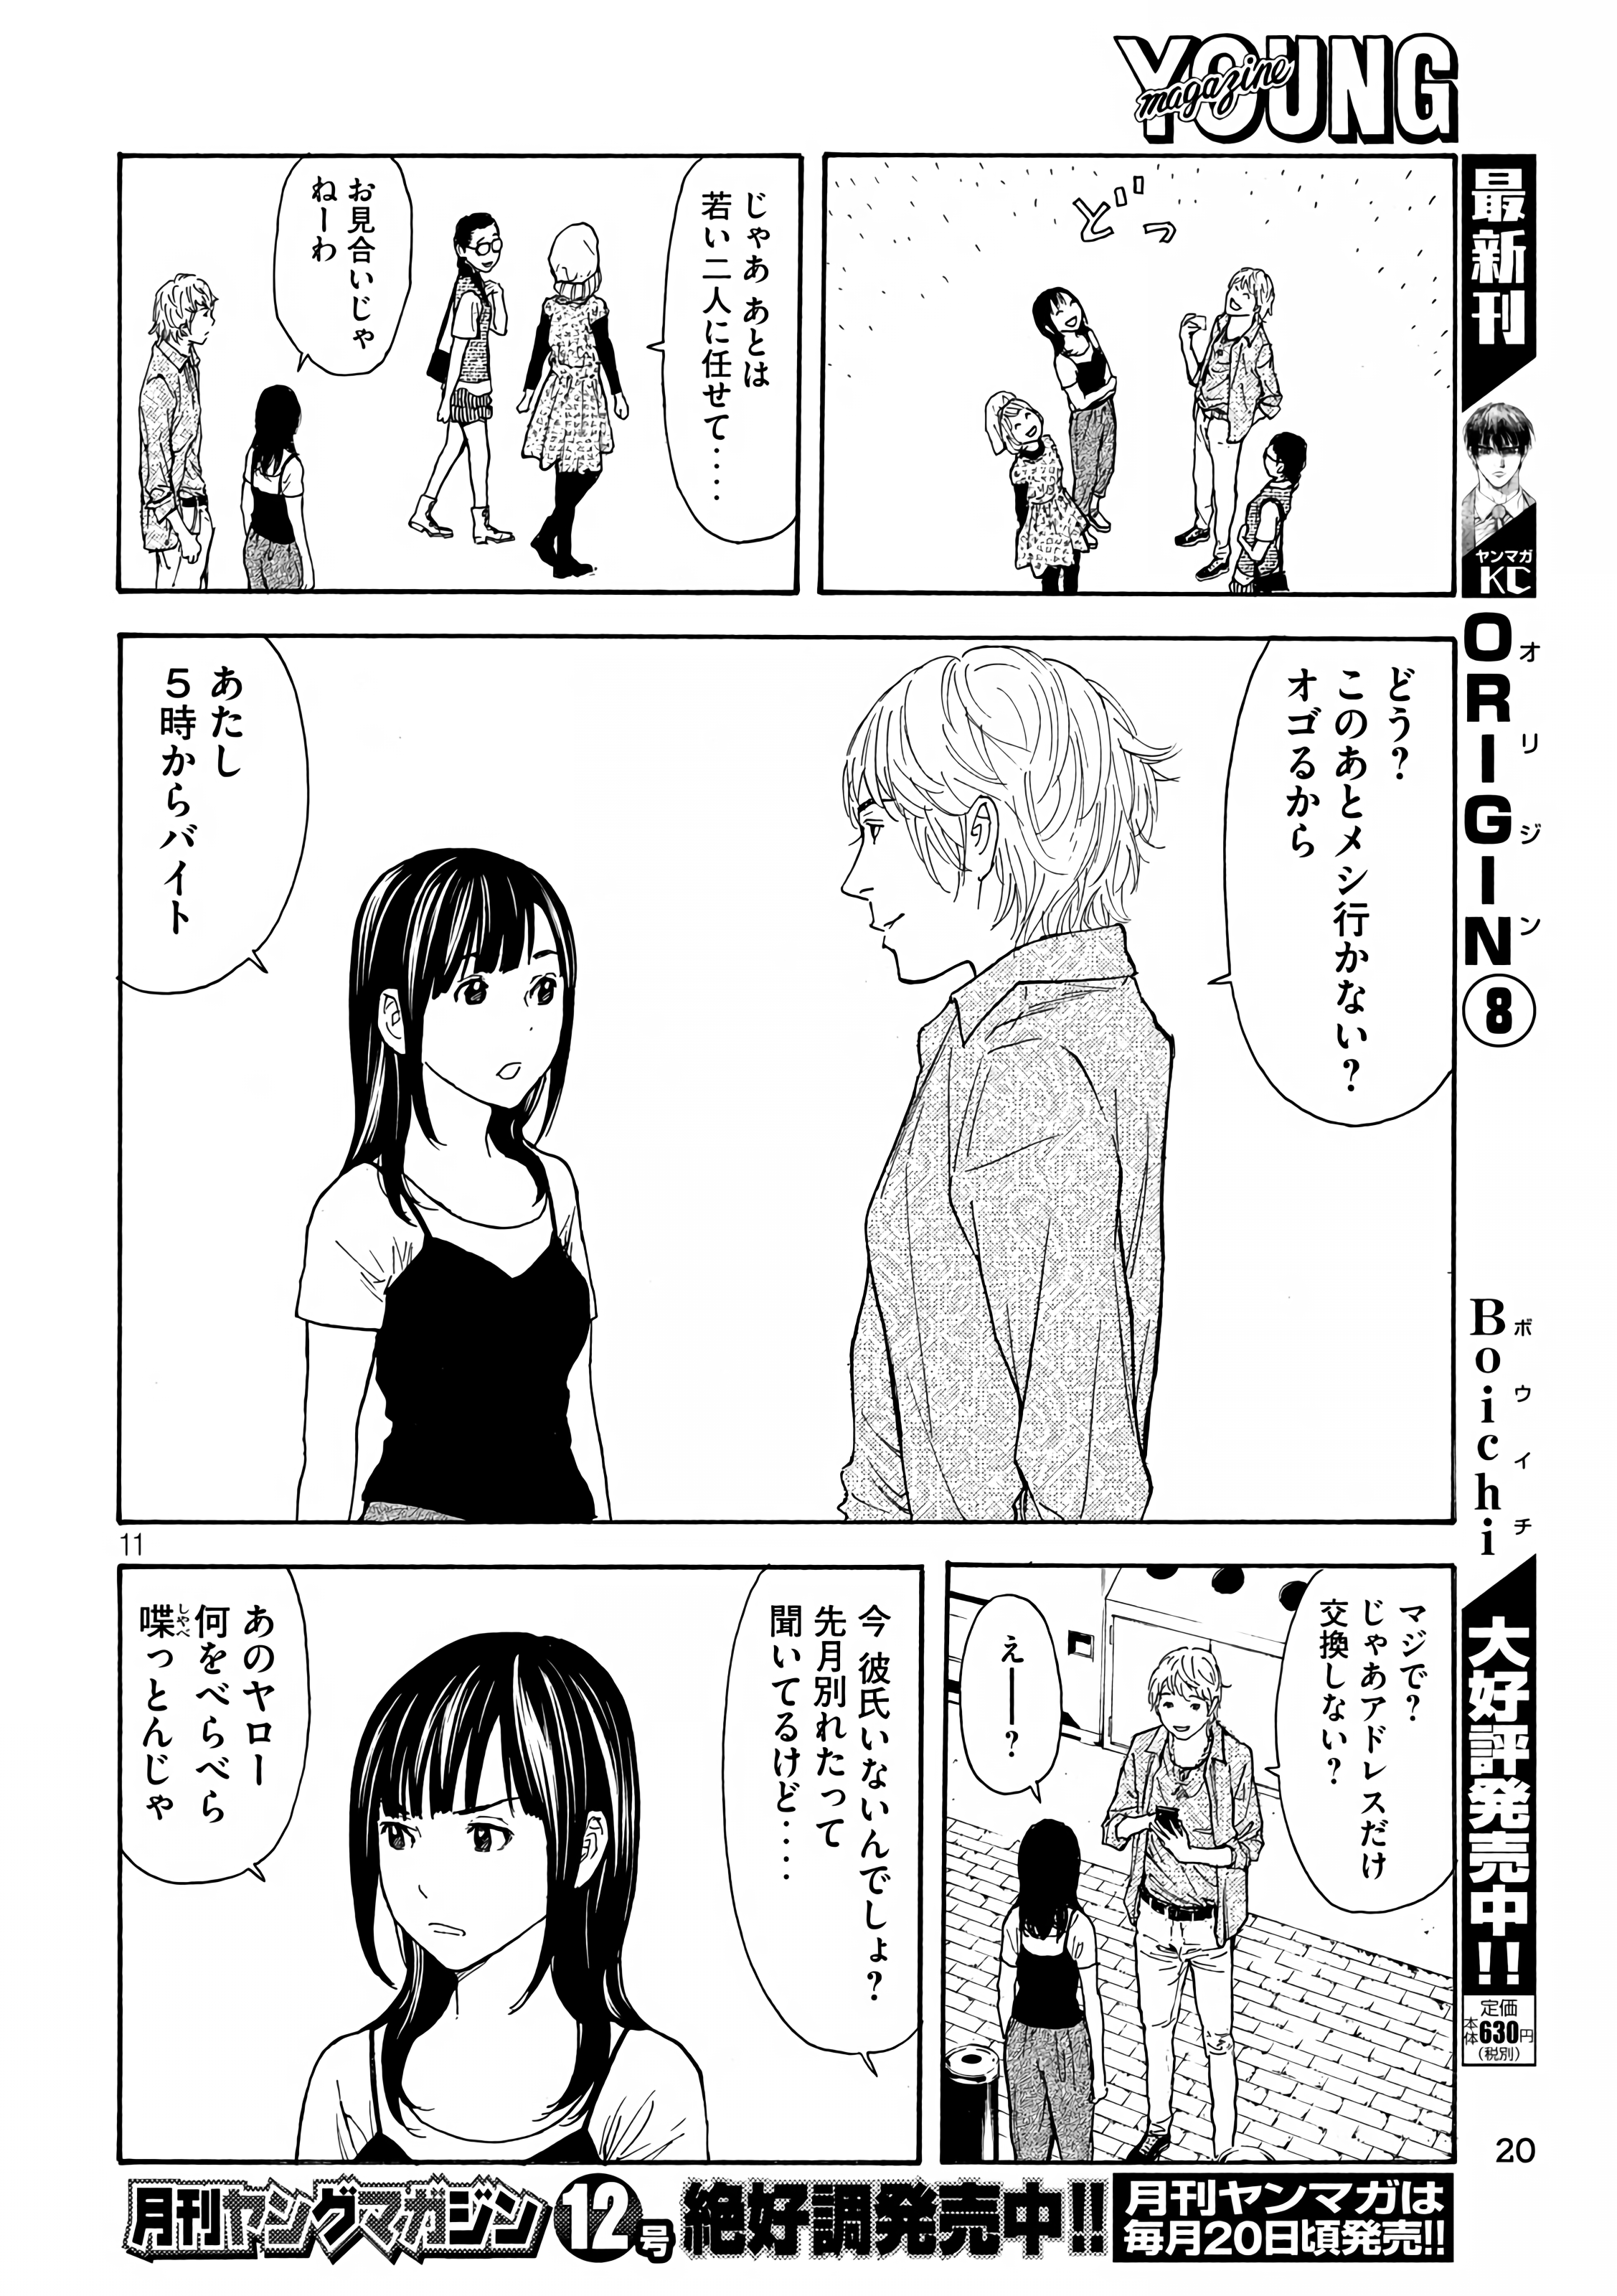 YOUNG
magazine
どっ
じゃあ あとは
若い二人に任せて‥‥
お見合いじゃ
ねーわ
どう？
このあとメシ行かない？
オゴるから
あたし
5時からバイト
マジで？
じゃあアドレスだけ
交換しない？
え――？
今 彼氏いないんでしょ？
先月別れたって
聞いてるけど‥‥
あのヤロー
何をべらべら
喋っとんじゃ
しゃべ
11
最新刊
ヤンマガ
KC
ORIGIN⑧
オリジン
Boichi
ボウイチ
大好評発売中!!
定価
本体630円
(税別)
20
月刊ヤングマガジン12号絶好調発売中!!
月刊ヤンマガは
毎月20日頃発売!!